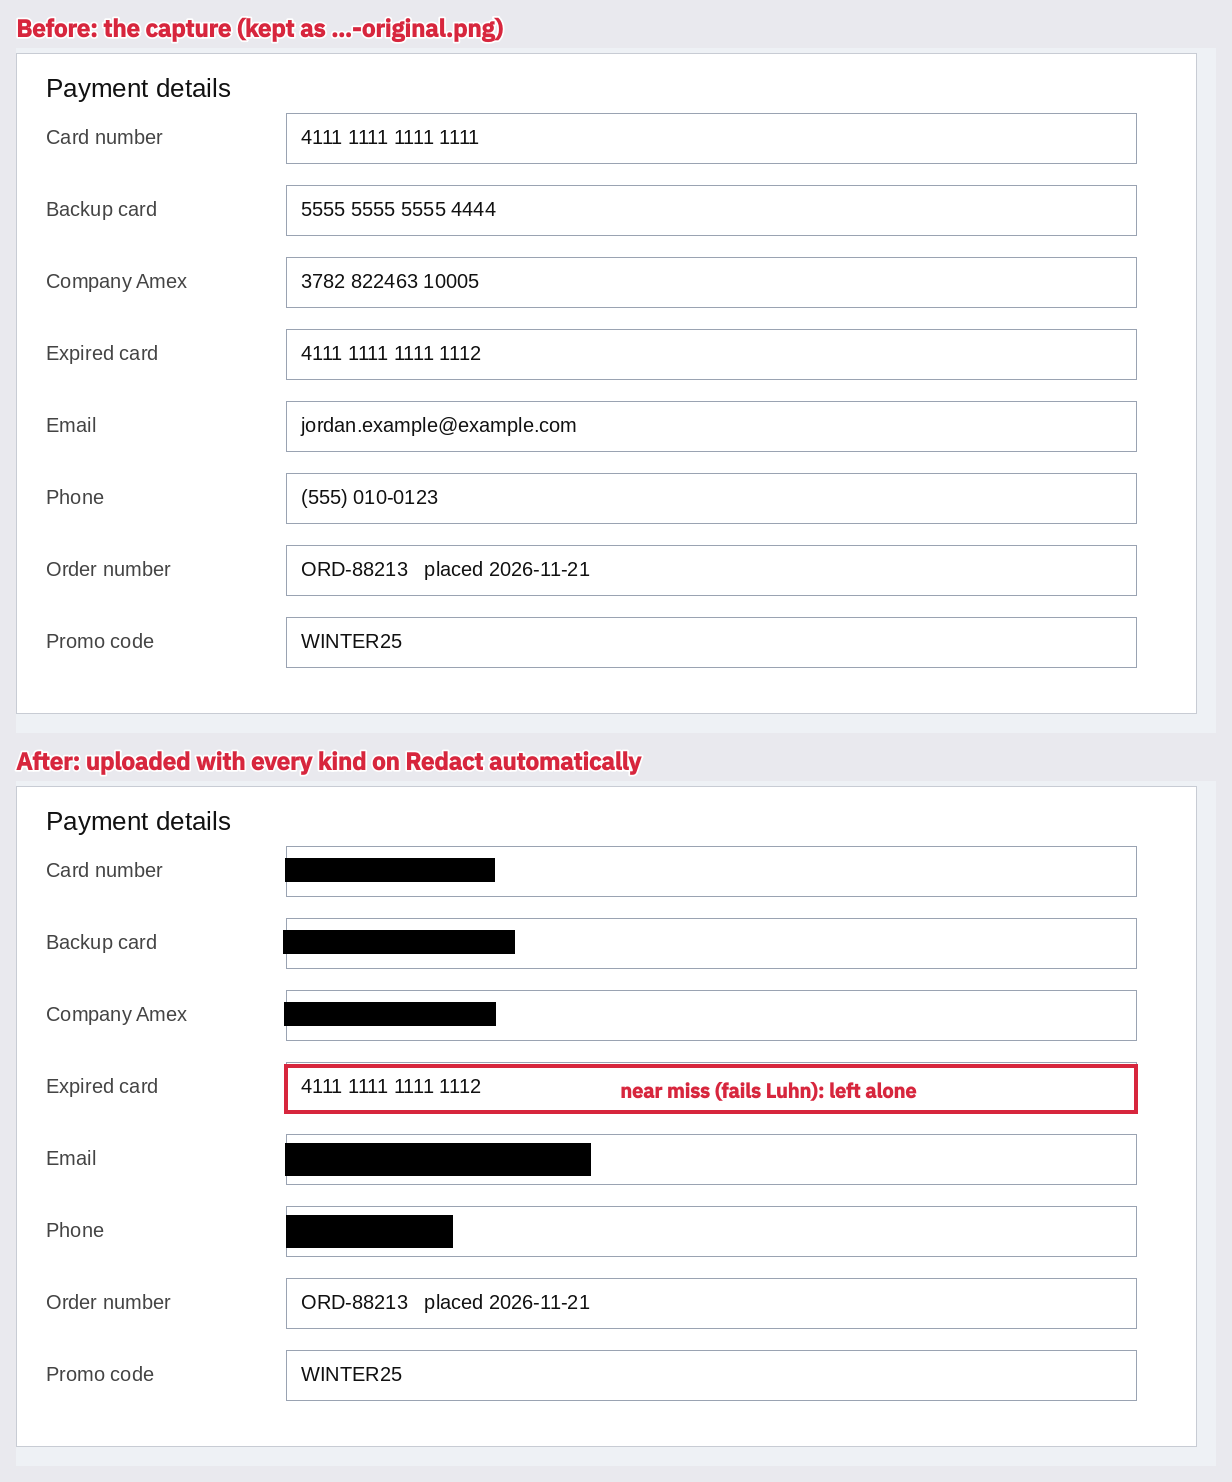 Before: the capture (kept as ...-original.png)
Payment details
Card number 4111 1111 1111 1111
Backup card 5555 5555 5555 4444
Company Amex 3782 822463 10005
Expired card 4111 1111 1111 1112
Email jordan.example@example.com
Phone (555) 010-0123
Order number ORD-88213 placed 2026-11-21
Promo code WINTER25
After: uploaded with every kind on Redact automatically
Payment details
Card number
Backup card
Company Amex
Expired card 4111 1111 1111 1112 near miss (fails Luhn): left alone
Email
Phone
Order number ORD-88213 placed 2026-11-21
Promo code WINTER25